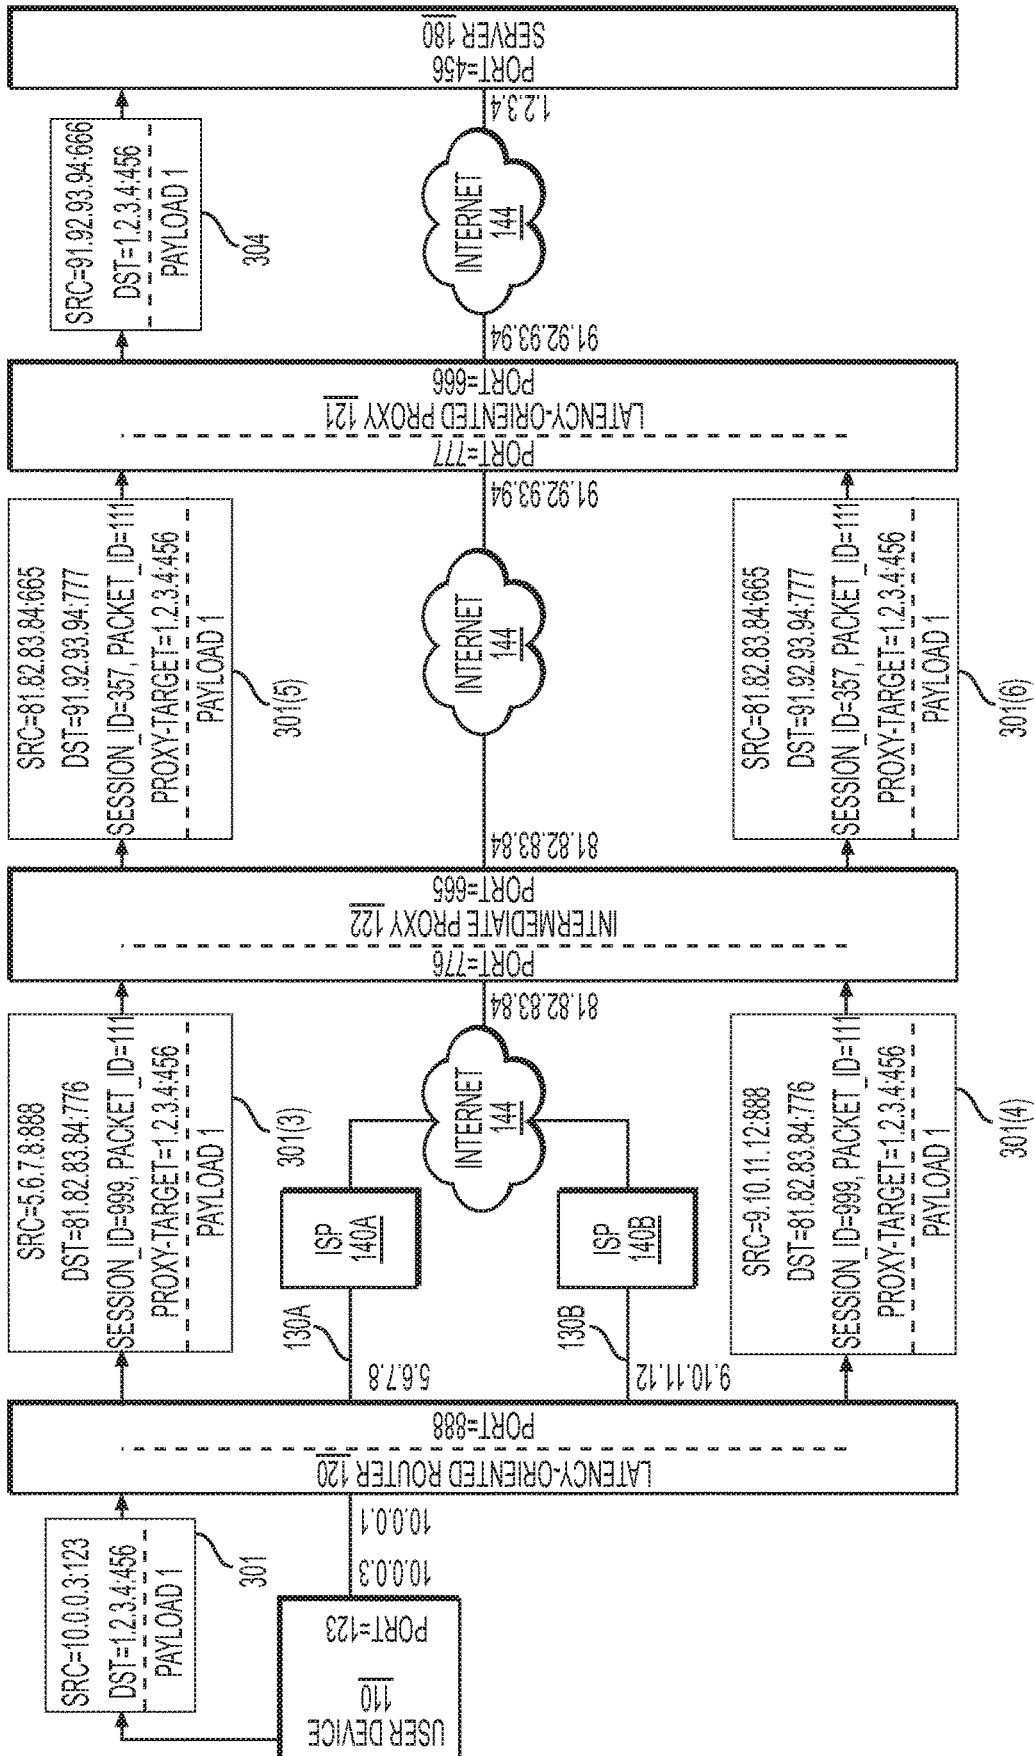 USER DEVICE
110
PORT=123
10.0.0.3
10.0.0.1
SRC=10.0.0.3:123
DST=1.2.3.4:456
PAYLOAD 1
301
LATENCY-ORIENTED ROUTER 120
PORT=888
SRC=5.6.7.8:888
DST=81.82.83.84:776
SESSION_ID=999, PACKET_ID=111
PROXY-TARGET=1.2.3.4:456
PAYLOAD 1
301(3)
130A
5.6.7.8
ISP
140A
130B
9.10.11.12
ISP
140B
INTERNET
144
81.82.83.84
SRC=9.10.11.12:888
DST=81.82.83.84:776
SESSION_ID=999, PACKET_ID=111
PROXY-TARGET=1.2.3.4:456
PAYLOAD 1
301(4)
PORT=776
INTERMEDIATE PROXY 122
PORT=665
SRC=81.82.83.84:665
DST=91.92.93.94:777
SESSION_ID=357, PACKET_ID=111
PROXY-TARGET=1.2.3.4:456
PAYLOAD 1
301(5)
81.82.83.84
INTERNET
144
91.92.93.94
SRC=81.82.83.84:665
DST=91.92.93.94:777
SESSION_ID=357, PACKET_ID=111
PROXY-TARGET=1.2.3.4:456
PAYLOAD 1
301(6)
PORT=777
LATENCY-ORIENTED PROXY 121
PORT=666
SRC=91.92.93.94:666
DST=1.2.3.4:456
PAYLOAD 1
304
91.92.93.94
INTERNET
144
1.2.3.4
PORT=456
SERVER 180